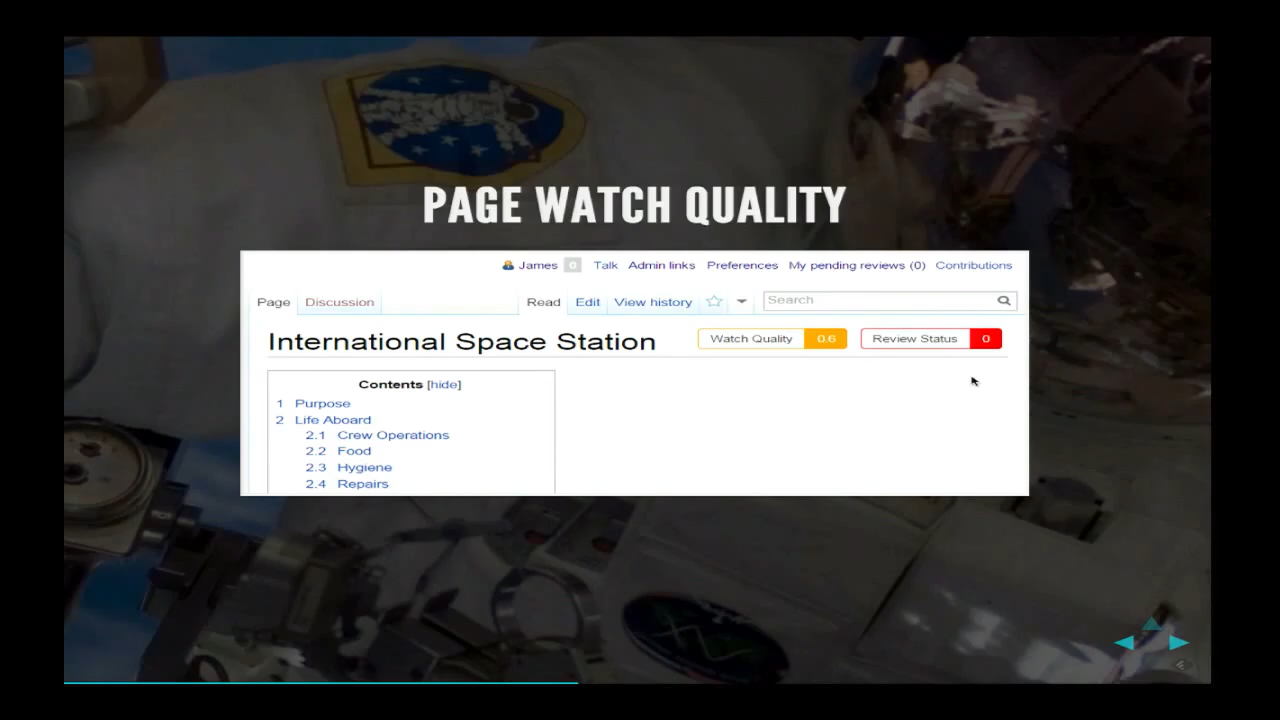 PAGE WATCH QUALITY
James 0 Talk Admin links Preferences My pending reviews (0) Contributions
Page Discussion Read Edit View history Search
International Space Station Watch Quality 0.6 Review Status 0
Contents [hide]
1 Purpose
2 Life Aboard
2.1 Crew Operations
2.2 Food
2.3 Hygiene
2.4 Repairs